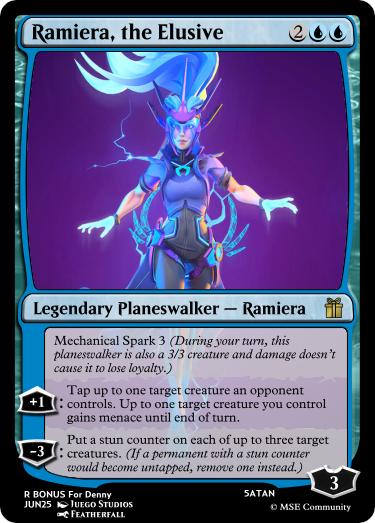 Ramiera, the Elusive 2
Legendary Planeswalker — Ramiera
Mechanical Spark 3 (During your turn, this
planeswalker is also a 3/3 creature and damage doesn't
cause it to lose loyalty.)
+1: Tap up to one target creature an opponent
controls. Up to one target creature you control
gains menace until end of turn.
-3: Put a stun counter on each of up to three target
creatures. (If a permanent with a stun counter
would become untapped, remove one instead.)
3
R BONUS For Denny 5ATAN
JUN25 Iuego Studios © MSE Community
Featherfall